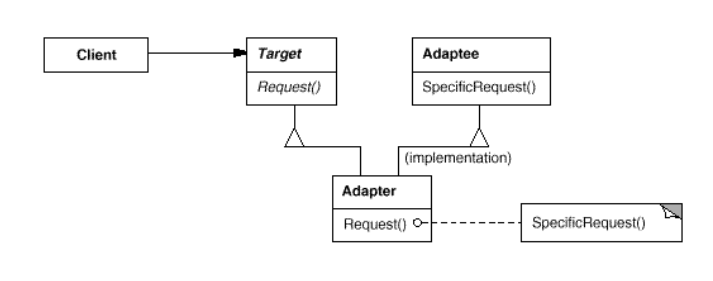 Client
Target
Request()
Adaptee
SpecificRequest()
(implementation)
Adapter
Request()
SpecificRequest()